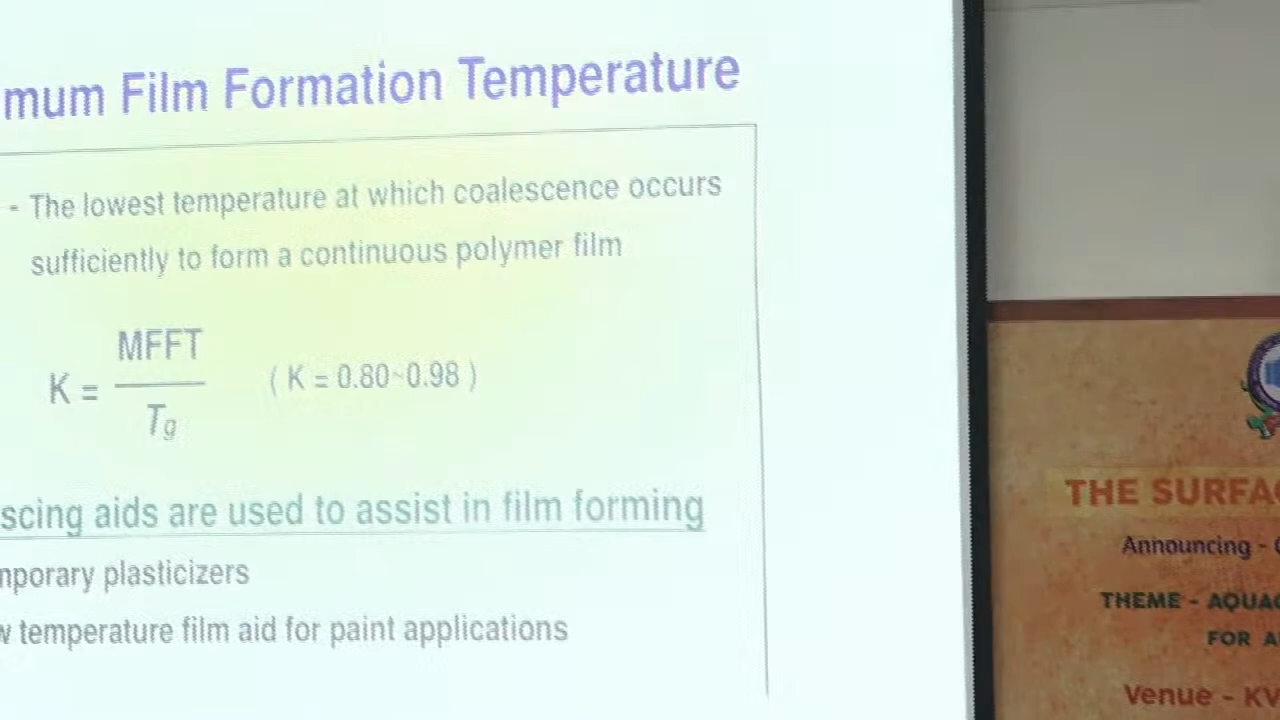 mum Film Formation Temperature
- The lowest temperature at which coalescence occurs
sufficiently to form a continuous polymer film
K = MFFT / Tg ( K = 0.80~0.98 )
scing aids are used to assist in film forming
nporary plasticizers
w temperature film aid for paint applications
THE SURFA
Announcing -
THEME - AQUA
FOR A
Venue - KV